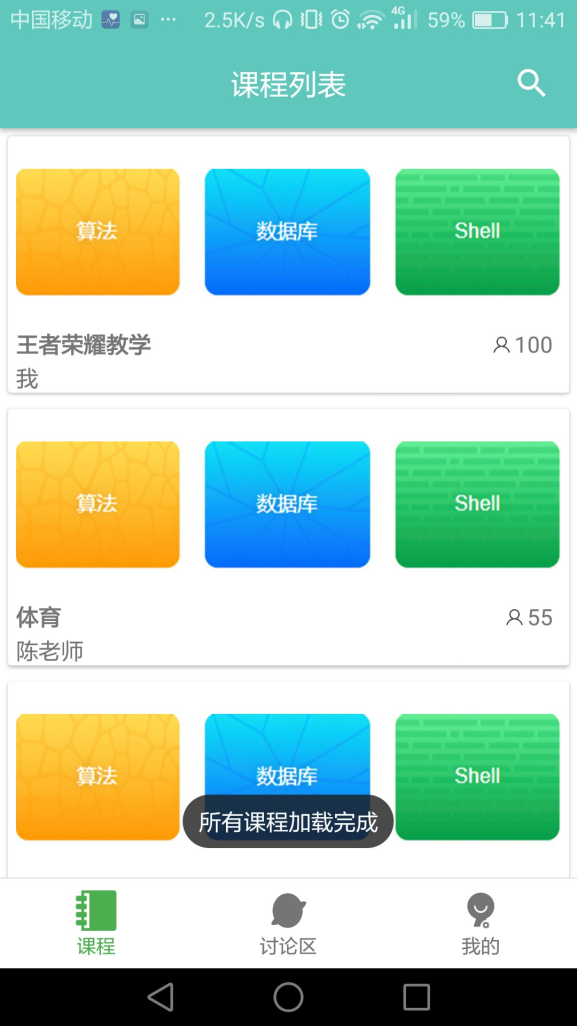 中国移动 ... 2.5K/s 4G 59% 11:41
课程列表
算法 数据库 Shell
王者荣耀教学 100
我
算法 数据库 Shell
体育 55
陈老师
算法 数据库 Shell
所有课程加载完成
课程 讨论区 我的